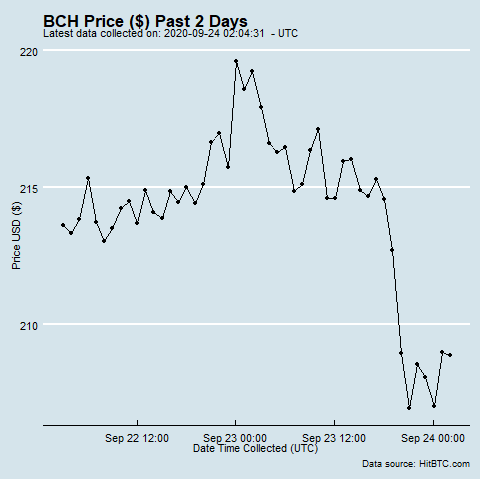 BCH Price ($) Past 2 Days
Latest data collected on: 2020-09-24 02:04:31  - UTC
220
215
210
Price USD ($)
Sep 22 12:00
Sep 23 00:00
Sep 23 12:00
Sep 24 00:00
Date Time Collected (UTC)
Data source: HitBTC.com